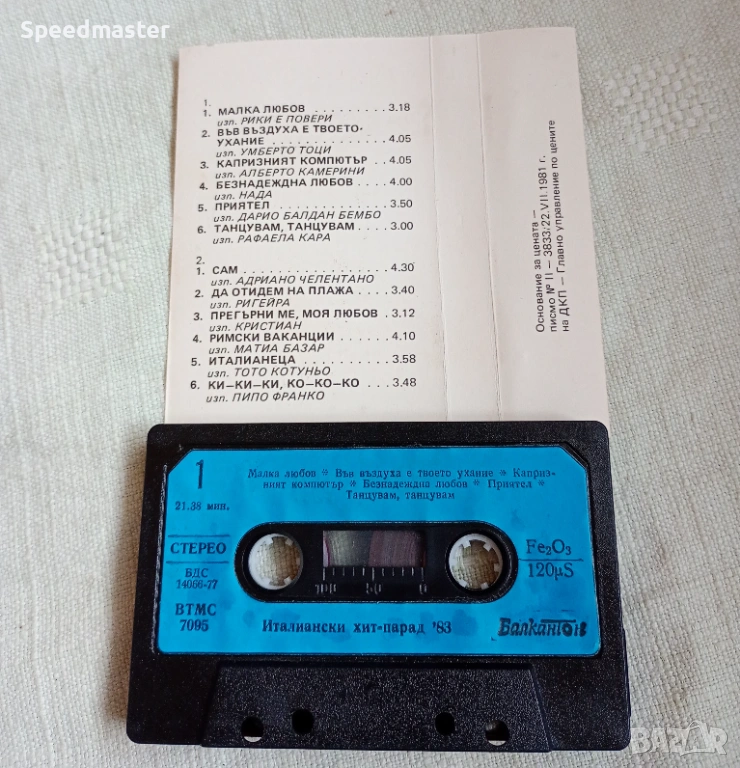 Speedmaster
1.
1. МАЛКА ЛЮБОВ . . . . . . . . . 3.18
изп. РИКИ Е ПОВЕРИ
2. ВЪВ ВЪЗДУХА Е ТВОЕТО-
УХАНИЕ . . . . . . . . . . . . . . 4.05
изп. УМБЕРТО ТОЦИ
3. КАПРИЗНИЯТ КОМПЮТЪР . . 4.05
изп. АЛБЕРТО КАМЕРИНИ
4. БЕЗНАДЕЖДНА ЛЮБОВ . . . 4.00
изп. НАДА
5. ПРИЯТЕЛ . . . . . . . . . . . . . 3.50
изп. ДАРИО БАЛДАН БЕМБО
6. ТАНЦУВАМ, ТАНЦУВАМ . . . 3.00
изп. РАФАЕЛА КАРА
2.
1. САМ . . . . . . . . . . . . . . . . . 4.30
изп. АДРИАНО ЧЕЛЕНТАНО
2. ДА ОТИДЕМ НА ПЛАЖА . . . 3.40
изп. РИГЕЙРА
3. ПРЕГЪРНИ МЕ, МОЯ ЛЮБОВ . 3.12
изп. КРИСТИАН
4. РИМСКИ ВАКАНЦИИ . . . . . 4.10
изп. МАТИА БАЗАР
5. ИТАЛИАНЕЦА . . . . . . . . . . 3.58
изп. ТОТО КОТУНЬО
6. КИ—КИ—КИ, КО—КО—КО . . . 3.48
изп. ПИПО ФРАНКО
Основание за цената —
писмо № II — 3833/22.VII.1981 г.
на ДКП — Главно управление по цените
1
21.38 мин.
Малка любов * Във въздуха е твоето ухание * Каприз-
ният компютър * Безнадеждна любов * Приятел *
Танцувам, танцувам
СТЕРЕО
БДС
14066-77
ВТМС
7095
100 50 0
Fe₂O₃
120µS
Италиански хит-парад '83
Балкантон
BAZAR